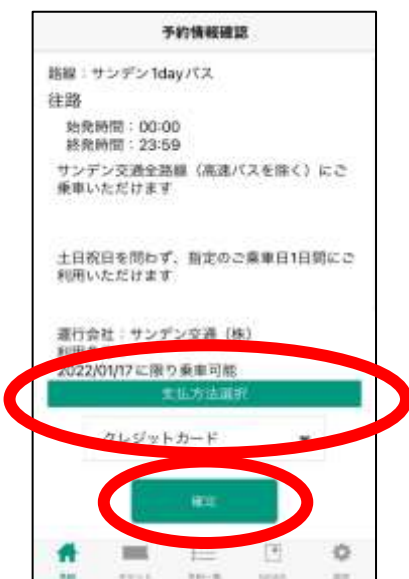 予約情報確認
路線：サンデン1dayパス
往路
始発時間：00:00
終発時間：23:59
サンデン交通全路線（高速バスを除く）にご
乗車いただけます
土日祝日を問わず、指定のご乗車日1日間にご
利用いただけます
運行会社：サンデン交通（株）
2022/01/17に限り乗車可能
支払方法選択
クレジットカード
確定